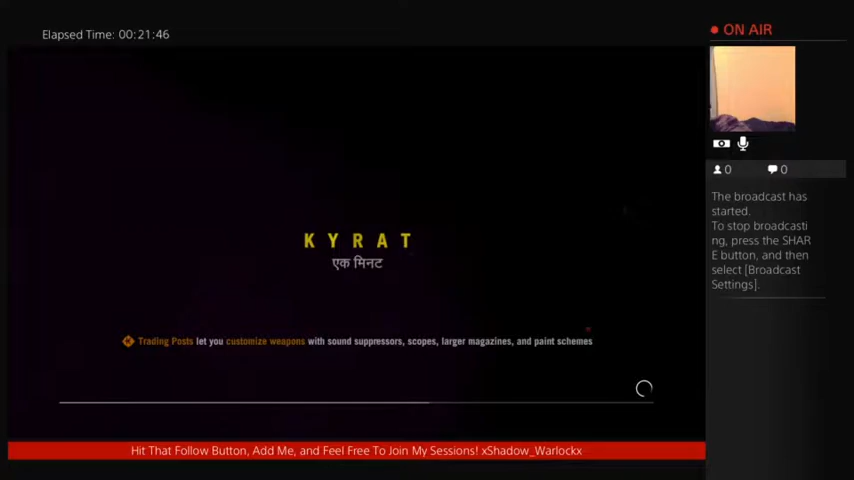 Elapsed Time: 00:21:46
ON AIR
0 0
The broadcast has
started.
To stop broadcasti
ng, press the SHAR
E button, and then
select [Broadcast
Settings].
KYRAT
एक मिनट
Trading Posts let you customize weapons with sound suppressors, scopes, larger magazines, and paint schemes
Hit That Follow Button, Add Me, and Feel Free To Join My Sessions! xShadow_Warlockx